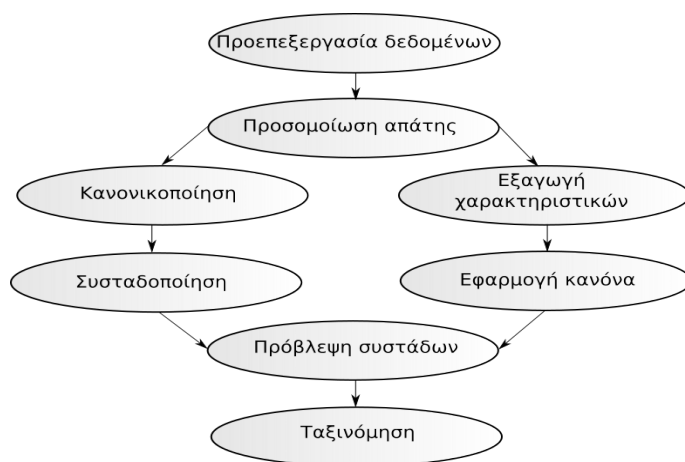 Προεπεξεργασία δεδομένων
Προσομοίωση απάτης
Κανονικοποίηση
Εξαγωγή
χαρακτηριστικών
Συσταδοποίηση
Εφαρμογή κανόνα
Πρόβλεψη συστάδων
Ταξινόμηση